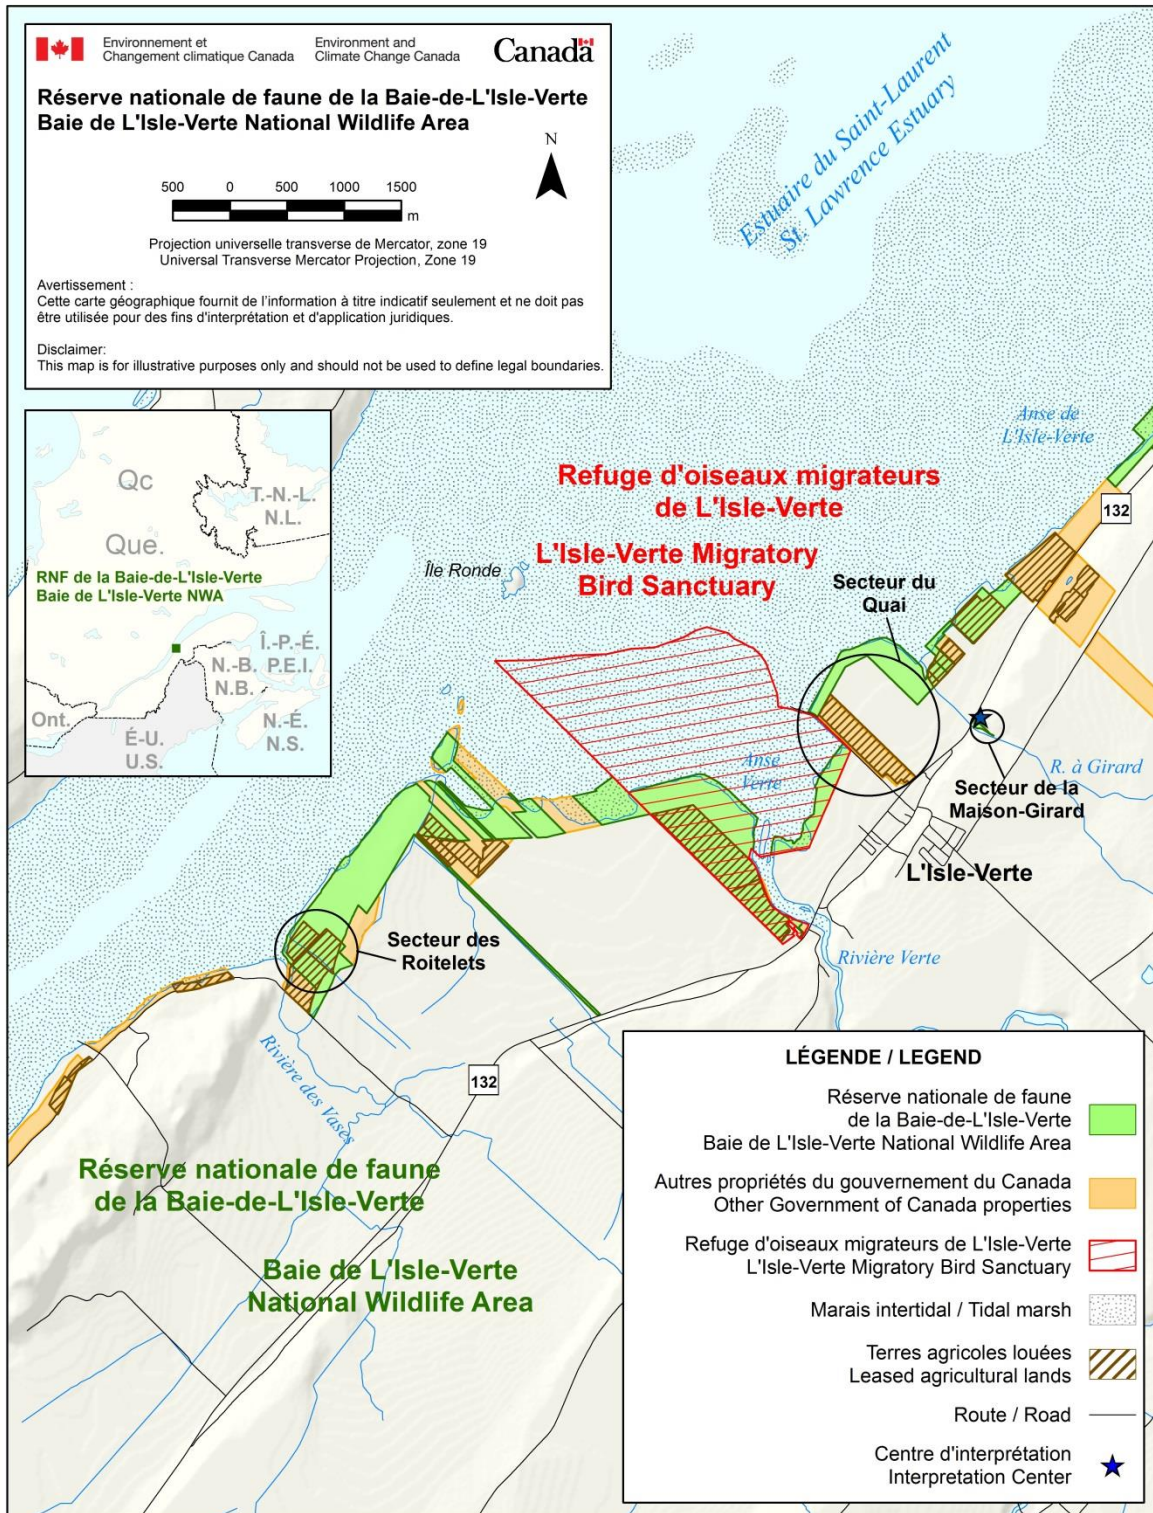 Environnement et
Changement climatique Canada
Environment and
Climate Change Canada
Canada
Réserve nationale de faune de la Baie-de-L'Isle-Verte
Baie de L'Isle-Verte National Wildlife Area
N
500 0 500 1000 1500
m
Projection universelle transverse de Mercator, zone 19
Universal Transverse Mercator Projection, Zone 19
Avertissement :
Cette carte géographique fournit de l'information à titre indicatif seulement et ne doit pas
être utilisée pour des fins d'interprétation et d'application juridiques.
Disclaimer:
This map is for illustrative purposes only and should not be used to define legal boundaries.
Estuaire du Saint-Laurent
St. Lawrence Estuary
Qc
Que.
T.-N.-L.
N.L.
RNF de la Baie-de-L'Isle-Verte
Baie de L'Isle-Verte NWA
Î.-P.-É.
P.E.I.
N.-B.
N.B.
Ont.
É-U.
U.S.
N.-É.
N.S.
Anse de
L'Isle-Verte
132
Refuge d'oiseaux migrateurs
de L'Isle-Verte
L'Isle-Verte Migratory
Bird Sanctuary
Île Ronde
Secteur du
Quai
Anse
Verte
R. à Girard
Secteur de la
Maison-Girard
L'Isle-Verte
Secteur des
Roitelets
Rivière Verte
Rivière des Vases
132
Réserve nationale de faune
de la Baie-de-L'Isle-Verte
Baie de L'Isle-Verte
National Wildlife Area
LÉGENDE / LEGEND
Réserve nationale de faune
de la Baie-de-L'Isle-Verte
Baie de L'Isle-Verte National Wildlife Area
Autres propriétés du gouvernement du Canada
Other Government of Canada properties
Refuge d'oiseaux migrateurs de L'Isle-Verte
L'Isle-Verte Migratory Bird Sanctuary
Marais intertidal / Tidal marsh
Terres agricoles louées
Leased agricultural lands
Route / Road
Centre d'interprétation
Interpretation Center